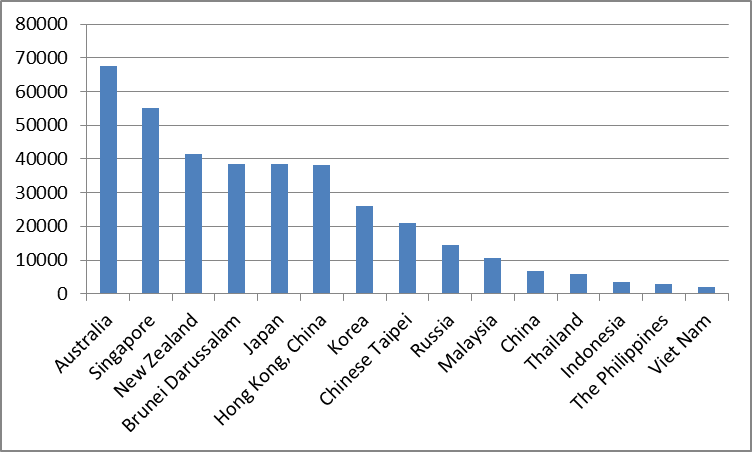 80000
70000
60000
50000
40000
30000
20000
10000
0
Australia
Singapore
New Zealand
Brunei Darussalam
Japan
Hong Kong, China
Korea
Chinese Taipei
Russia
Malaysia
China
Thailand
Indonesia
The Philippines
Viet Nam